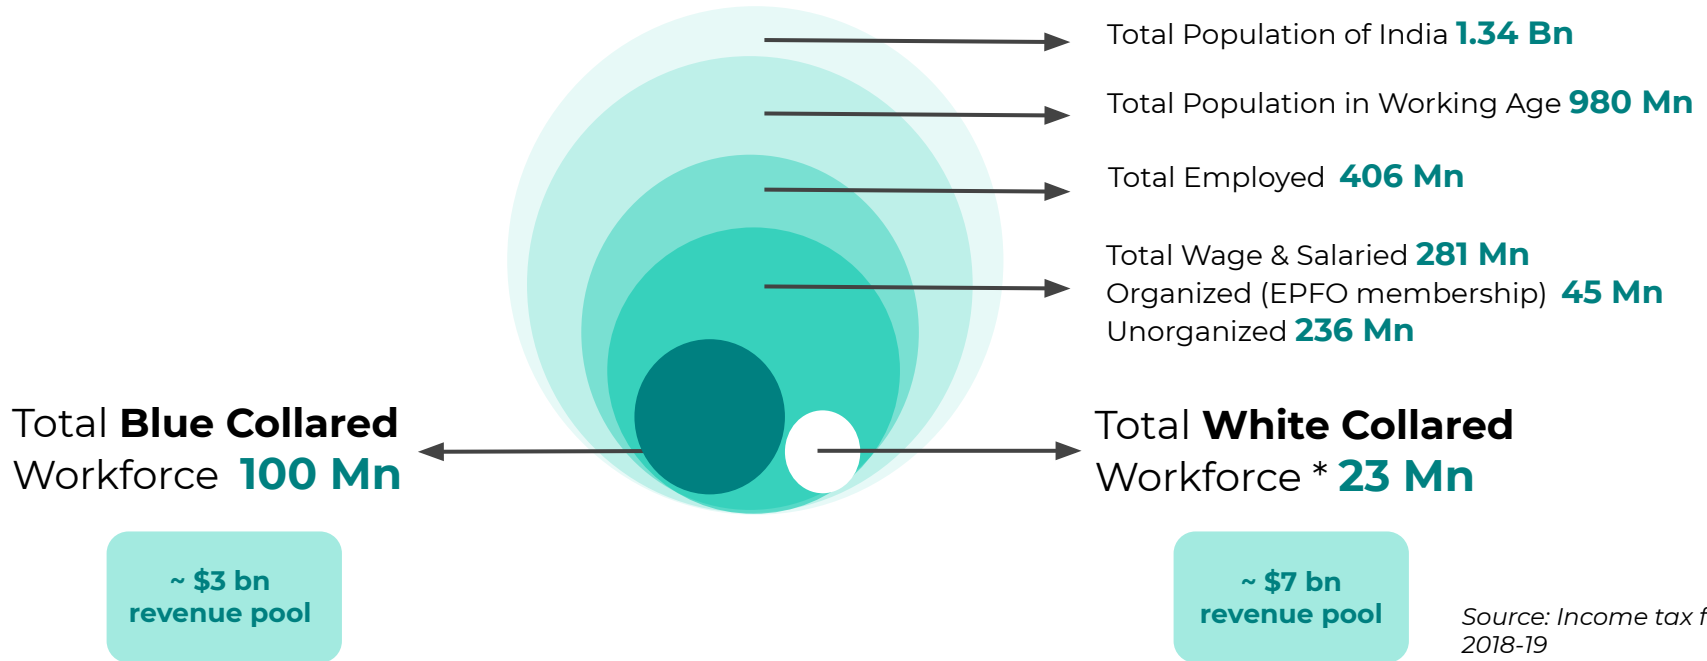 Total Population of India 1.34 Bn
Total Population in Working Age 980 Mn
Total Employed 406 Mn
Total Wage & Salaried 281 Mn
Organized (EPFO membership) 45 Mn
Unorganized 236 Mn
Total Blue Collared
Workforce 100 Mn
Total White Collared
Workforce * 23 Mn
~ $3 bn
revenue pool
~ $7 bn
revenue pool
Source: Income tax
2018-19